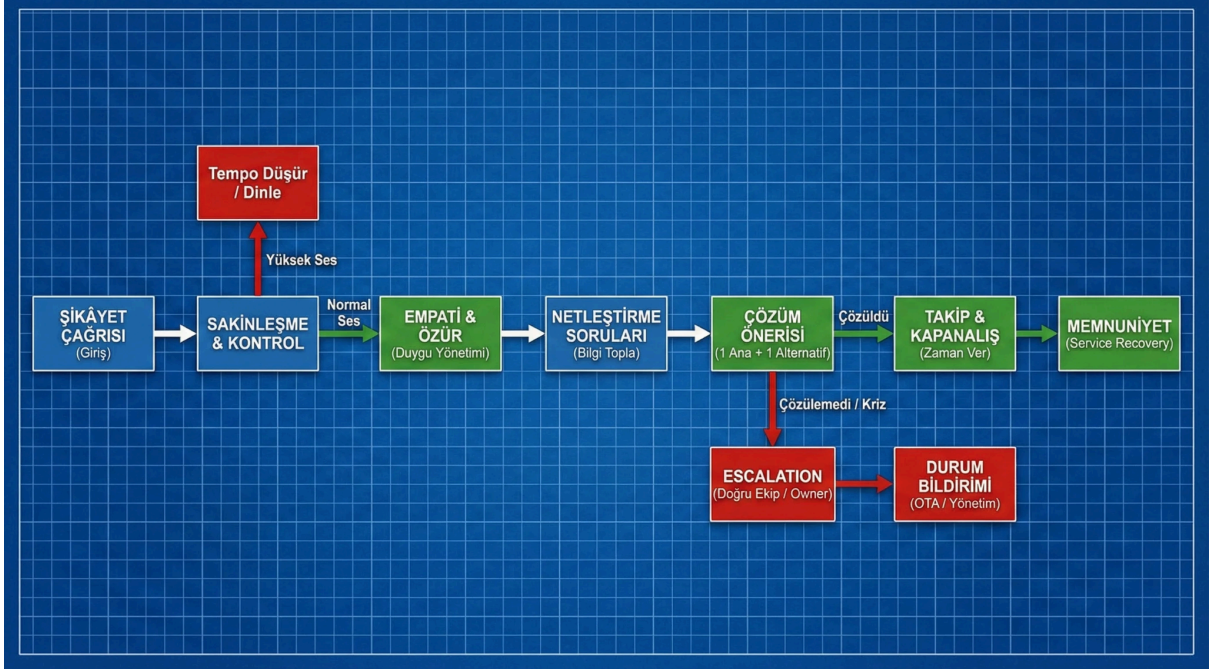 Tempo Düşür
/ Dinle
Yüksek Ses
ŞİKÂYET
ÇAĞRISI
(Giriş)
SAKİNLEŞME
& KONTROL
Normal
Ses
EMPATİ &
ÖZÜR
(Duygu Yönetimi)
NETLEŞTİRME
SORULARI
(Bilgi Topla)
ÇÖZÜM
ÖNERİSİ
(1 Ana + 1 Alternatif)
Çözüldü
TAKİP &
KAPANALIŞ
(Zaman Ver)
MEMNUNİYET
(Service Recovery)
Çözülemedi / Kriz
ESCALATION
(Doğru Ekip / Owner)
DURUM
BİLDİRİMİ
(OTA / Yönetim)